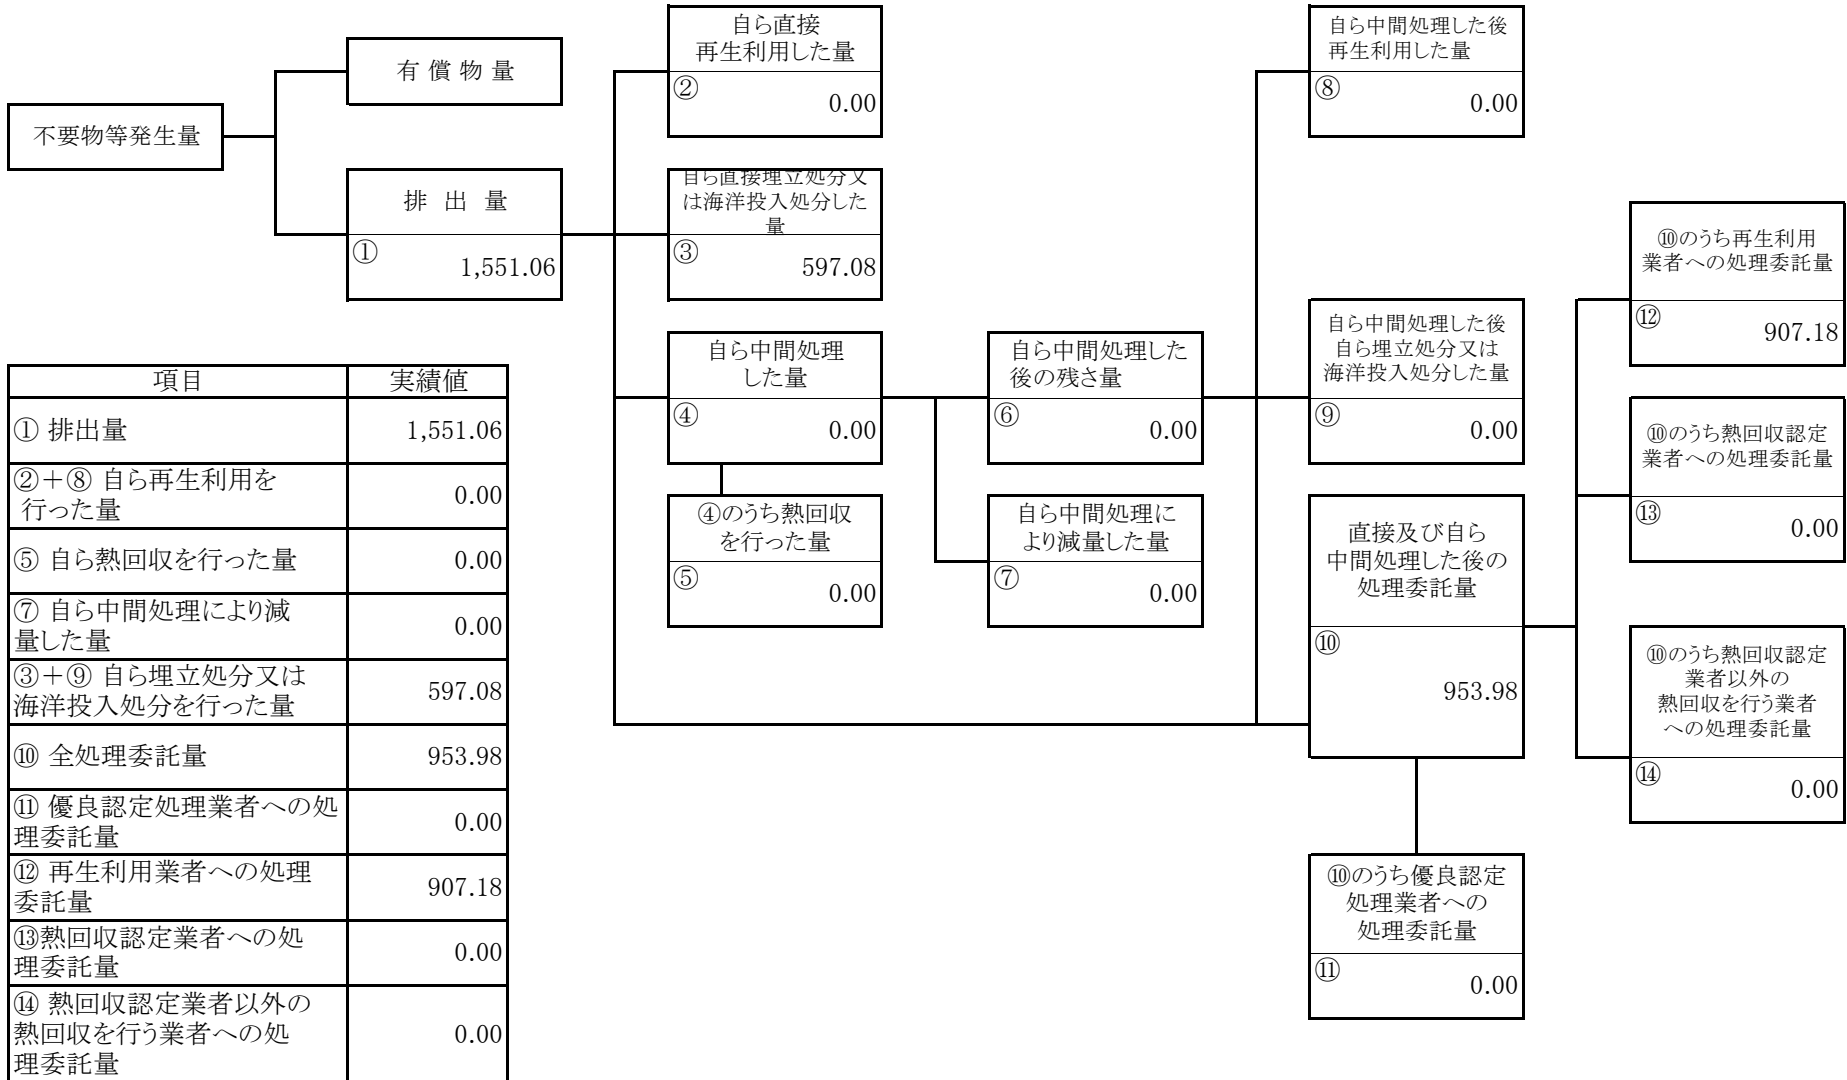 不要物等発生量
有 償 物 量
排 出 量
①
1,551.06
自ら直接
再生利用した量
②
0.00
自ら直接埋立処分又
は海洋投入処分した
量
③
597.08
自ら中間処理
した量
④
0.00
④のうち熱回収
を行った量
⑤
0.00
自ら中間処理した
後の残さ量
⑥
0.00
自ら中間処理に
より減量した量
⑦
0.00
自ら中間処理した後
再生利用した量
⑧
0.00
自ら中間処理した後
自ら埋立処分又は
海洋投入処分した量
⑨
0.00
直接及び自ら
中間処理した後の
処理委託量
⑩
953.98
⑩のうち優良認定
処理業者への
処理委託量
⑪
0.00
⑩のうち再生利用
業者への処理委託量
⑫
907.18
⑩のうち熱回収認定
業者への処理委託量
⑬
0.00
⑩のうち熱回収認定
業者以外の
熱回収を行う業者
への処理委託量
⑭
0.00
項目 実績値
① 排出量 1,551.06
②+⑧ 自ら再生利用を
行った量
0.00
⑤ 自ら熱回収を行った量 0.00
⑦ 自ら中間処理により減
量した量
0.00
③+⑨ 自ら埋立処分又は
海洋投入処分を行った量
597.08
⑩ 全処理委託量 953.98
⑪ 優良認定処理業者への処
理委託量
0.00
⑫ 再生利用業者への処理
委託量
907.18
⑬熱回収認定業者への処
理委託量
0.00
⑭ 熱回収認定業者以外の
熱回収を行う業者への処
理委託量
0.00